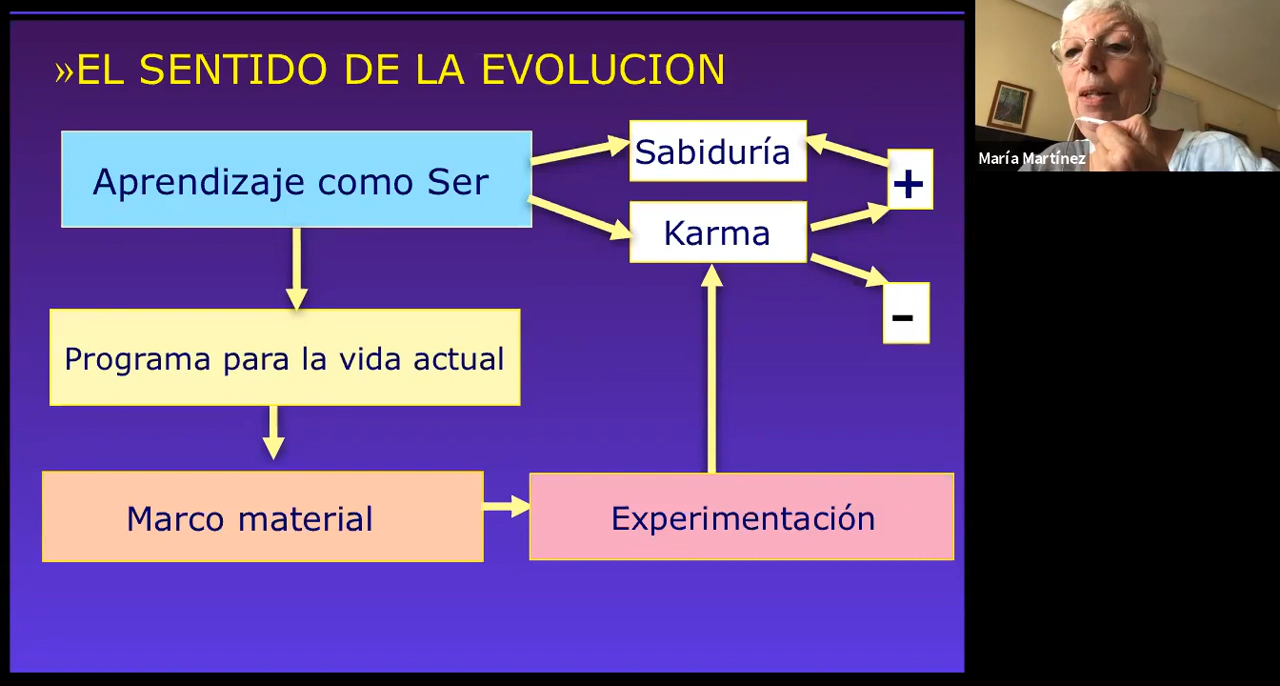 »EL SENTIDO DE LA EVOLUCION
Aprendizaje como Ser
Sabiduría
+
Karma
-
Programa para la vida actual
Marco material
Experimentación
María Martínez